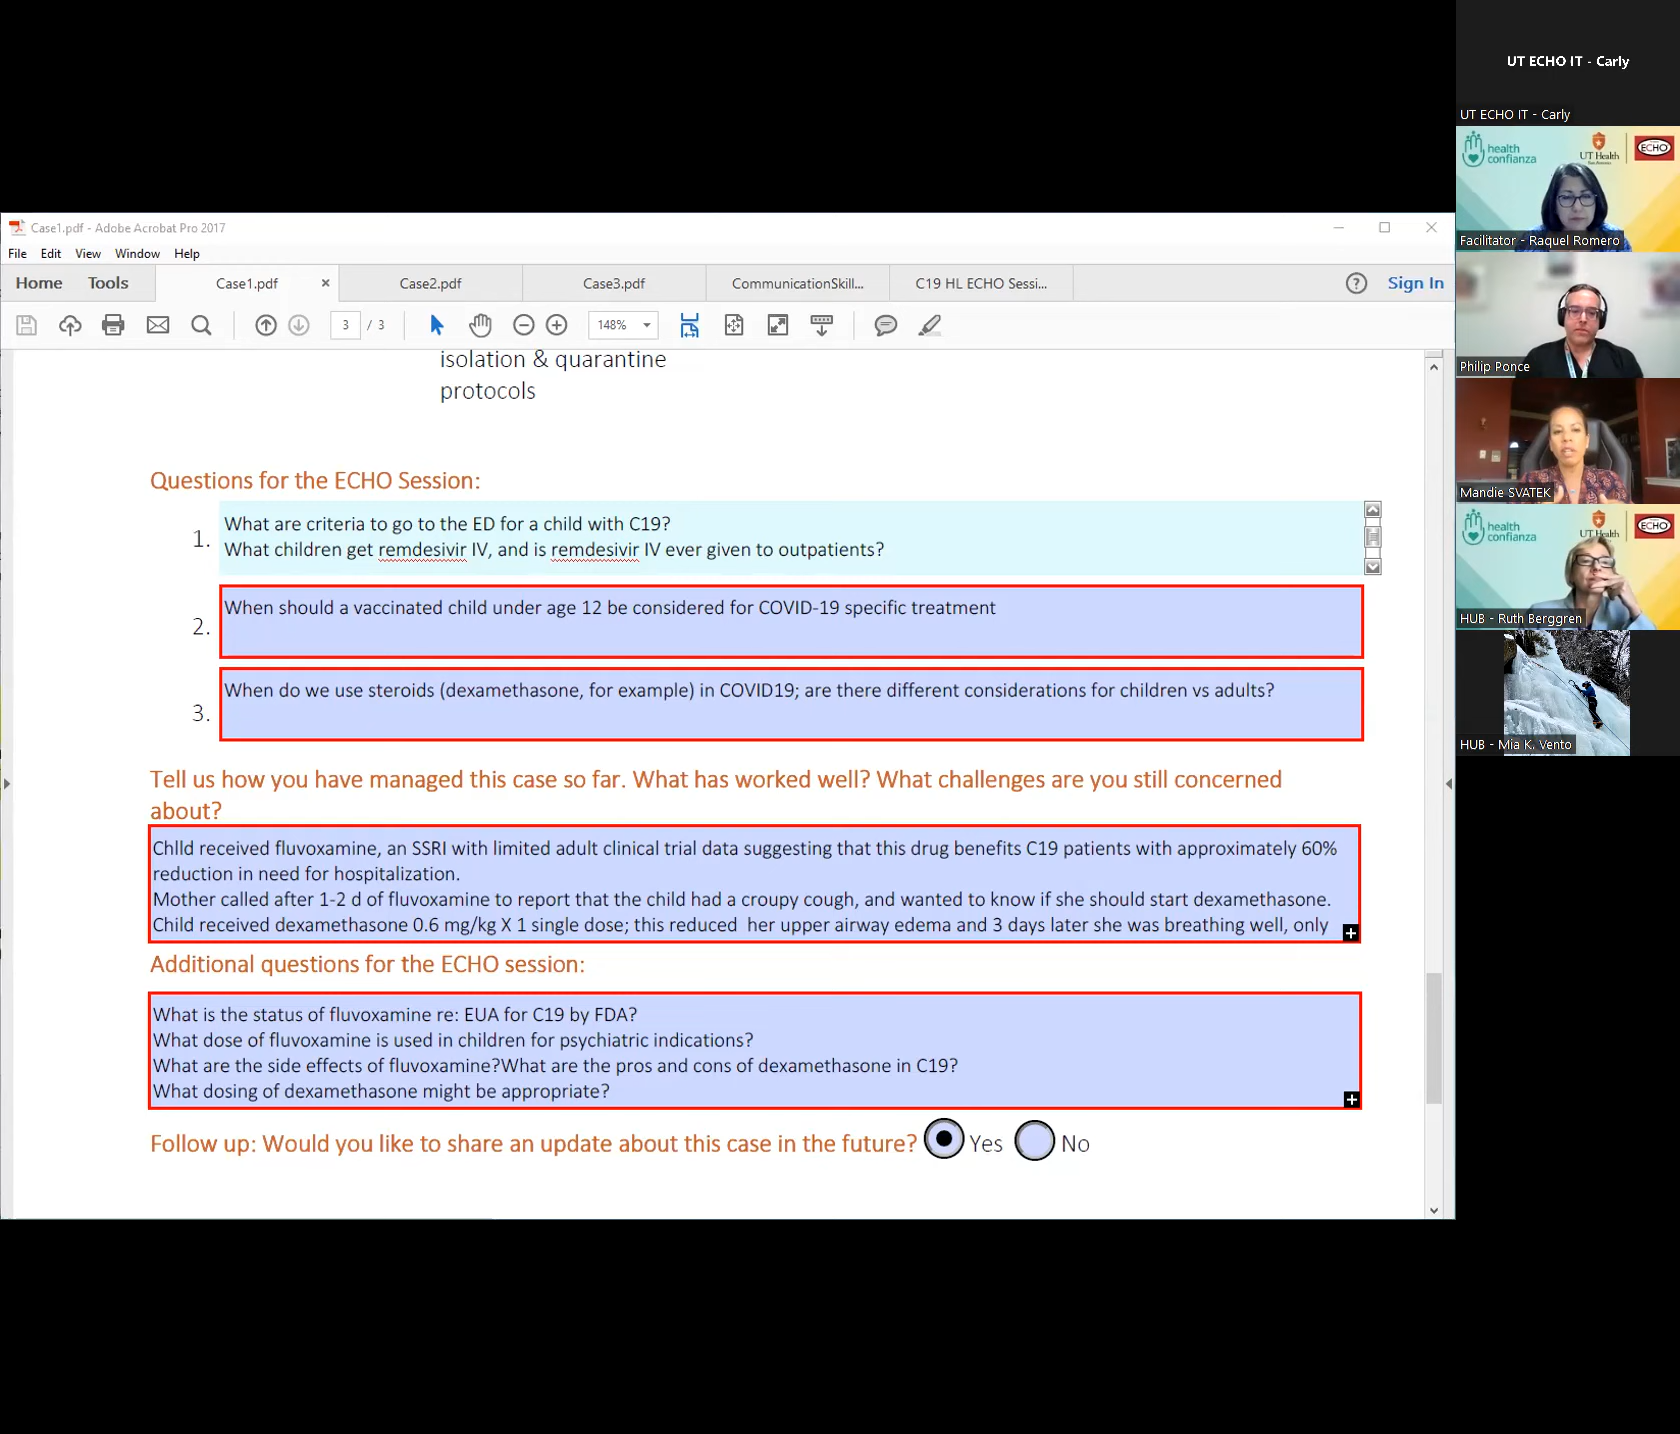 UT ECHO IT - Carly
UT ECHO IT - Carly
health confianza
UT Health
ECHO
Facilitator - Raquel Romero
Philip Ponce
Mandie SVATEK
health confianza
UT Health
ECHO
HUB - Ruth Berggren
HUB - Mia K. Vento
Case1.pdf - Adobe Acrobat Pro 2017
File Edit View Window Help
Home Tools Case1.pdf × Case2.pdf Case3.pdf CommunicationSkill... C19 HL ECHO Sessi... ? Sign In
3 / 3 148%
isolation & quarantine
protocols
Questions for the ECHO Session:
1. What are criteria to go to the ED for a child with C19?
What children get remdesivir IV, and is remdesivir IV ever given to outpatients?
2. When should a vaccinated child under age 12 be considered for COVID-19 specific treatment
3. When do we use steroids (dexamethasone, for example) in COVID19; are there different considerations for children vs adults?
Tell us how you have managed this case so far. What has worked well? What challenges are you still concerned
about?
Chlld received fluvoxamine, an SSRI with limited adult clinical trial data suggesting that this drug benefits C19 patients with approximately 60%
reduction in need for hospitalization.
Mother called after 1-2 d of fluvoxamine to report that the child had a croupy cough, and wanted to know if she should start dexamethasone.
Child received dexamethasone 0.6 mg/kg X 1 single dose; this reduced her upper airway edema and 3 days later she was breathing well, only
Additional questions for the ECHO session:
What is the status of fluvoxamine re: EUA for C19 by FDA?
What dose of fluvoxamine is used in children for psychiatric indications?
What are the side effects of fluvoxamine?What are the pros and cons of dexamethasone in C19?
What dosing of dexamethasone might be appropriate?
Follow up: Would you like to share an update about this case in the future? Yes No